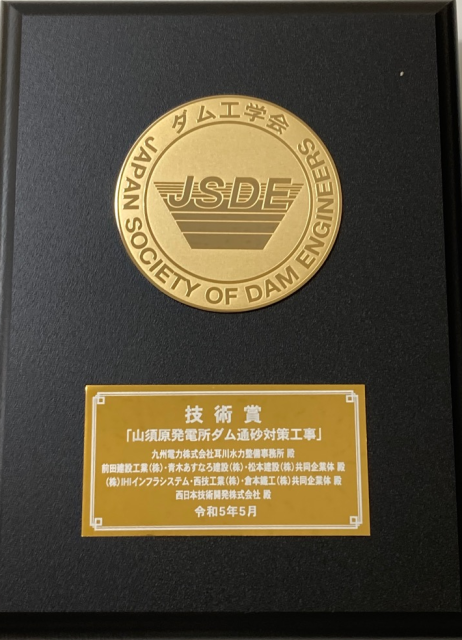 ダム工学会
JSDE
JAPAN SOCIETY OF DAM ENGINEERS
技術賞
「山須原発電所ダム通砂対策工事」
九州電力株式会社耳川水力整備事務所 殿
前田建設工業(株)・青木あすなろ建設(株)・松本建設(株)共同企業体 殿
(株)IHIインフラシステム・西技工業(株)・倉本鐵工(株)共同企業体 殿
西日本技術開発株式会社 殿
令和5年5月